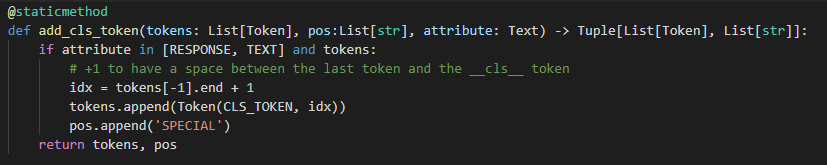 @staticmethod
def add_cls_token(tokens: List[Token], pos:List[str], attribute: Text) -> Tuple[List[Token], List[str]]:
    if attribute in [RESPONSE, TEXT] and tokens:
        # +1 to have a space between the last token and the __cls__ token
        idx = tokens[-1].end + 1
        tokens.append(Token(CLS_TOKEN, idx))
        pos.append('SPECIAL')
    return tokens, pos